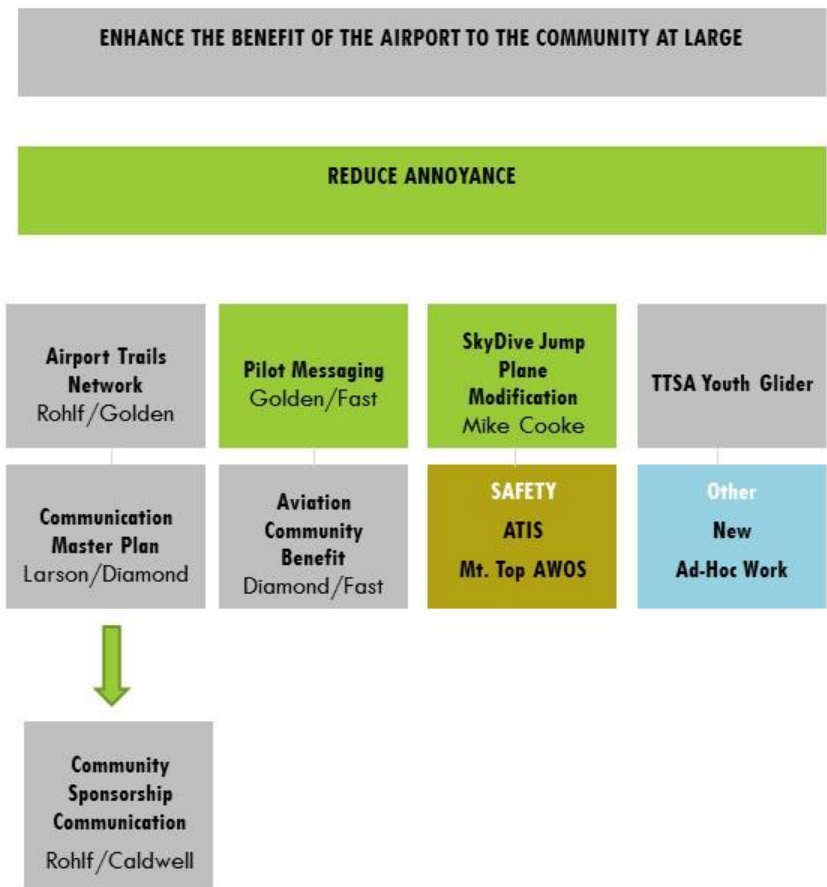 ENHANCE THE BENEFIT OF THE AIRPORT TO THE COMMUNITY AT LARGE
REDUCE ANNOYANCE
Airport Trails
Network
Rohlf/Golden
Pilot Messaging
Golden/Fast
SkyDive Jump
Plane
Modification
Mike Cooke
TTSA Youth Glider
Communication
Master Plan
Larson/Diamond
Aviation
Community
Benefit
Diamond/Fast
SAFETY
ATIS
Mt. Top AWOS
Other
New
Ad-Hoc Work
Community
Sponsorship
Communication
Rohlf/Caldwell